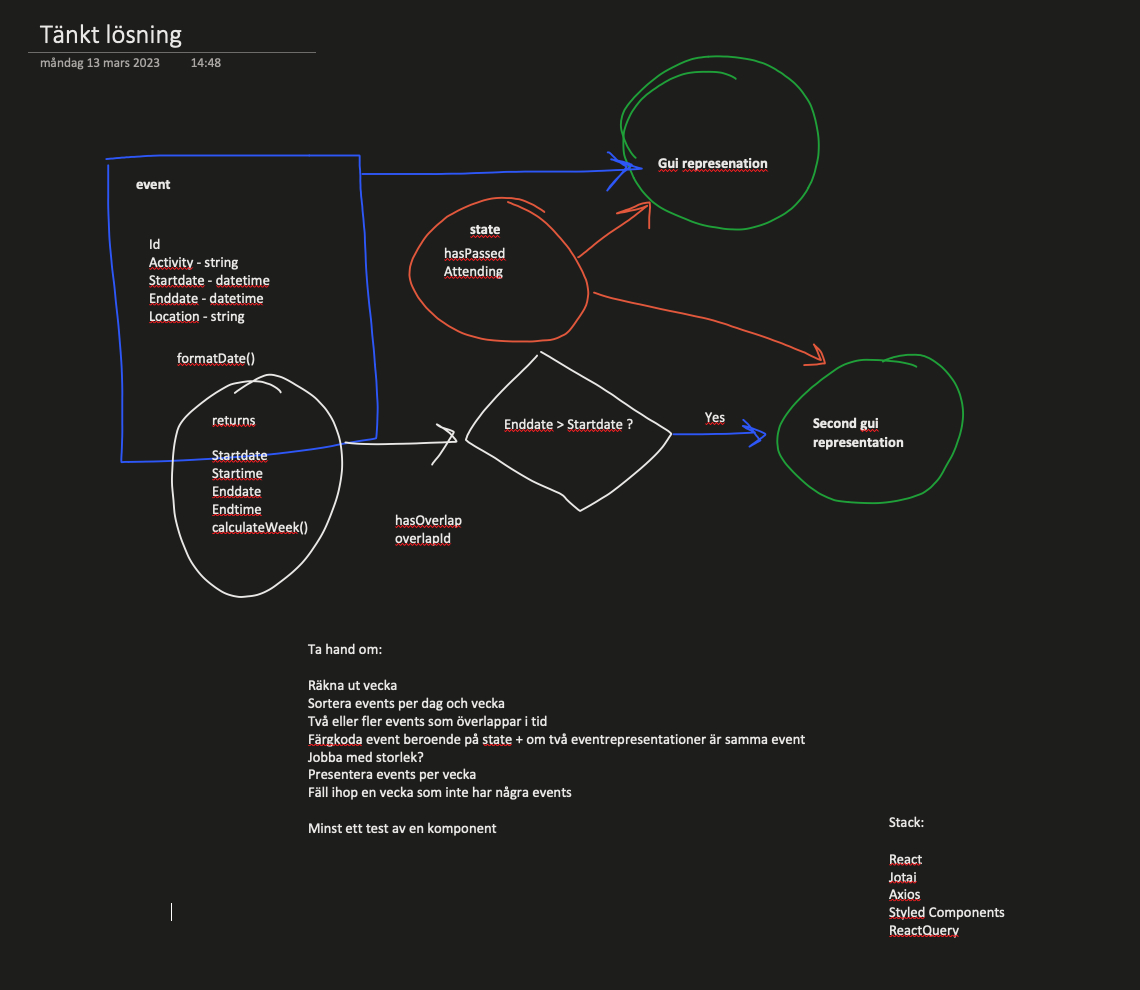 Tänkt lösning
måndag 13 mars 2023 14:48
Gui represenation
event
state
hasPassed
Attending
Id
Activity - string
Startdate - datetime
Enddate - datetime
Location - string
formatDate()
returns
Startdate
Startime
Enddate
Endtime
calculateWeek()
Enddate > Startdate ?
Yes
Second gui
representation
hasOverlap
overlapId
Ta hand om:
Räkna ut vecka
Sortera events per dag och vecka
Två eller fler events som överlappar i tid
Färgkoda event beroende på state + om två eventrepresentationer är samma event
Jobba med storlek?
Presentera events per vecka
Fäll ihop en vecka som inte har några events
Minst ett test av en komponent
Stack:
React
Jotai
Axios
Styled Components
ReactQuery